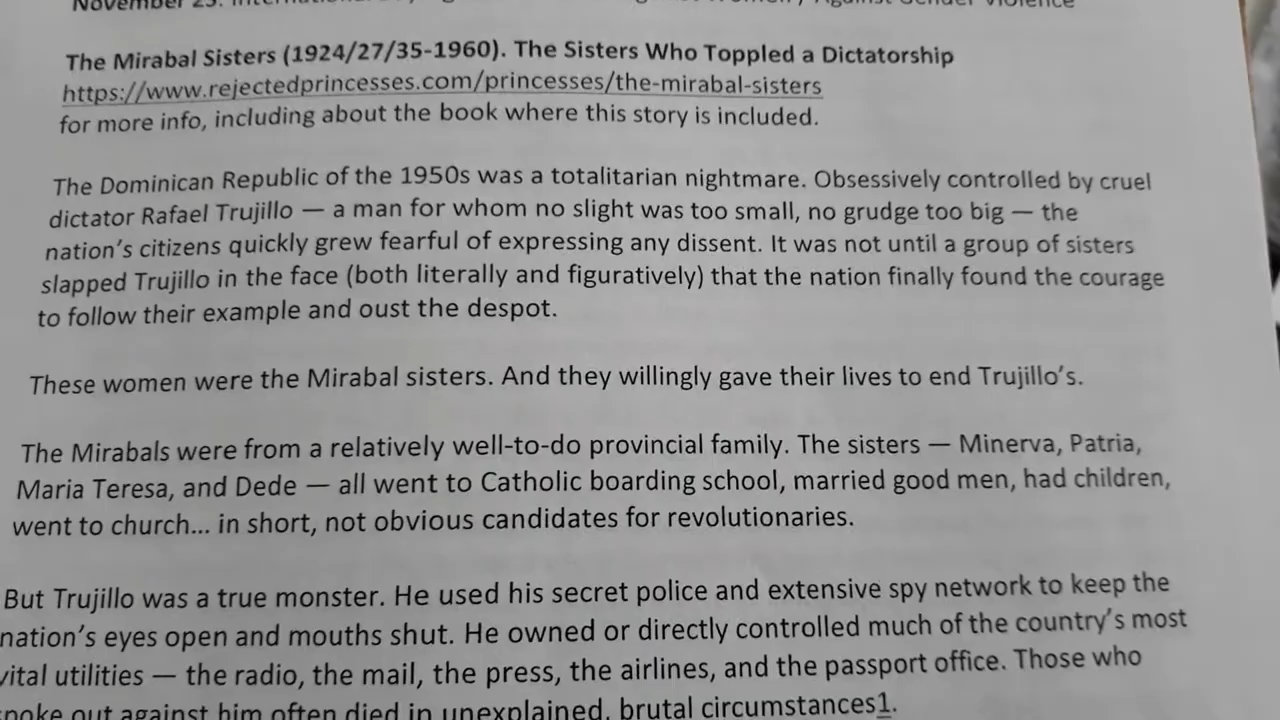 November 25: International Day Against Women / Against Gender Violence
The Mirabal Sisters (1924/27/35-1960). The Sisters Who Toppled a Dictatorship
https://www.rejectedprincesses.com/princesses/the-mirabal-sisters
for more info, including about the book where this story is included.
The Dominican Republic of the 1950s was a totalitarian nightmare. Obsessively controlled by cruel
dictator Rafael Trujillo — a man for whom no slight was too small, no grudge too big — the
nation's citizens quickly grew fearful of expressing any dissent. It was not until a group of sisters
slapped Trujillo in the face (both literally and figuratively) that the nation finally found the courage
to follow their example and oust the despot.
These women were the Mirabal sisters. And they willingly gave their lives to end Trujillo's.
The Mirabals were from a relatively well-to-do provincial family. The sisters — Minerva, Patria,
Maria Teresa, and Dede — all went to Catholic boarding school, married good men, had children,
went to church... in short, not obvious candidates for revolutionaries.
But Trujillo was a true monster. He used his secret police and extensive spy network to keep the
nation's eyes open and mouths shut. He owned or directly controlled much of the country's most
vital utilities — the radio, the mail, the press, the airlines, and the passport office. Those who
spoke out against him often died in unexplained, brutal circumstances1.